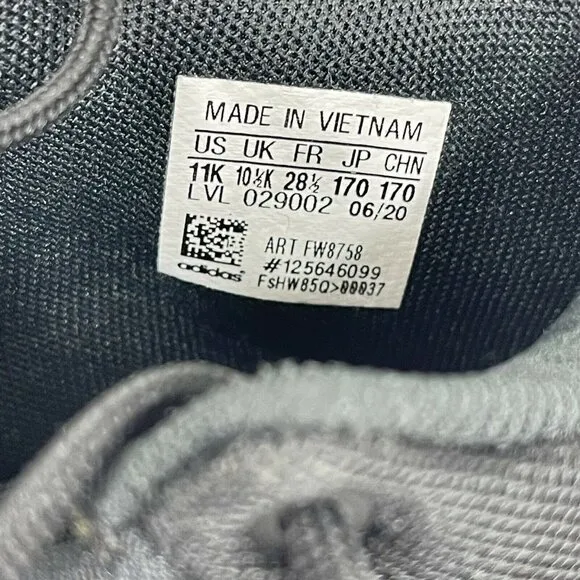 MADE IN VIETNAM
US UK FR JP CHN
11K 10½K 28½ 170 170
LVL 029002 06/20
ART FW8758
adidas #125646099
FsHW85Q>00037